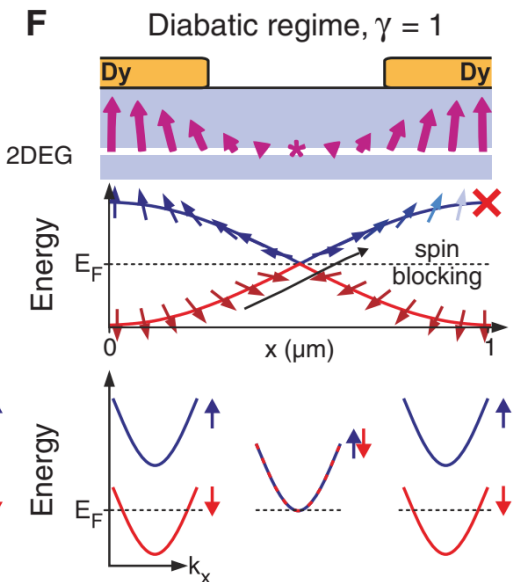 F
Diabatic regime, γ = 1
Dy
Dy
2DEG
*
Energy
E_F
spin
blocking
0
x (μm)
1
Energy
E_F
k_x